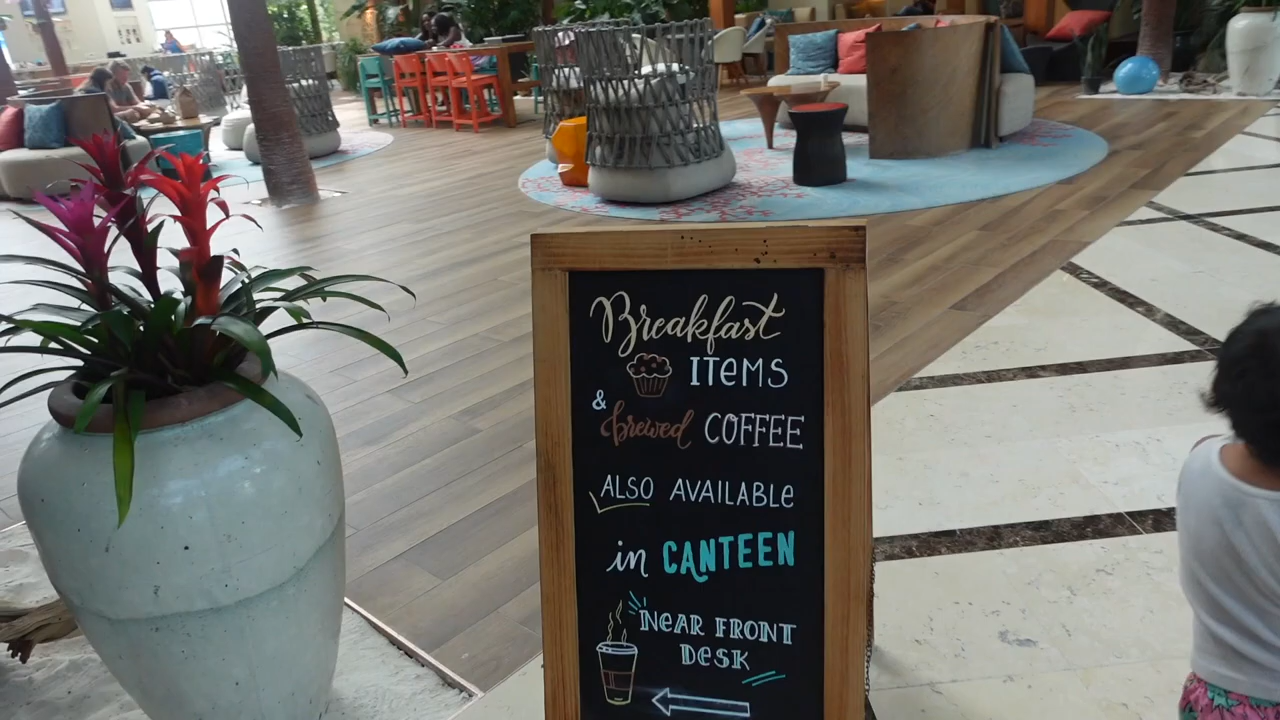 Breakfast
ITEMS
& brewed COFFEE
ALSO AVAILABLE
in CANTEEN
NEAR FRONT
DESK